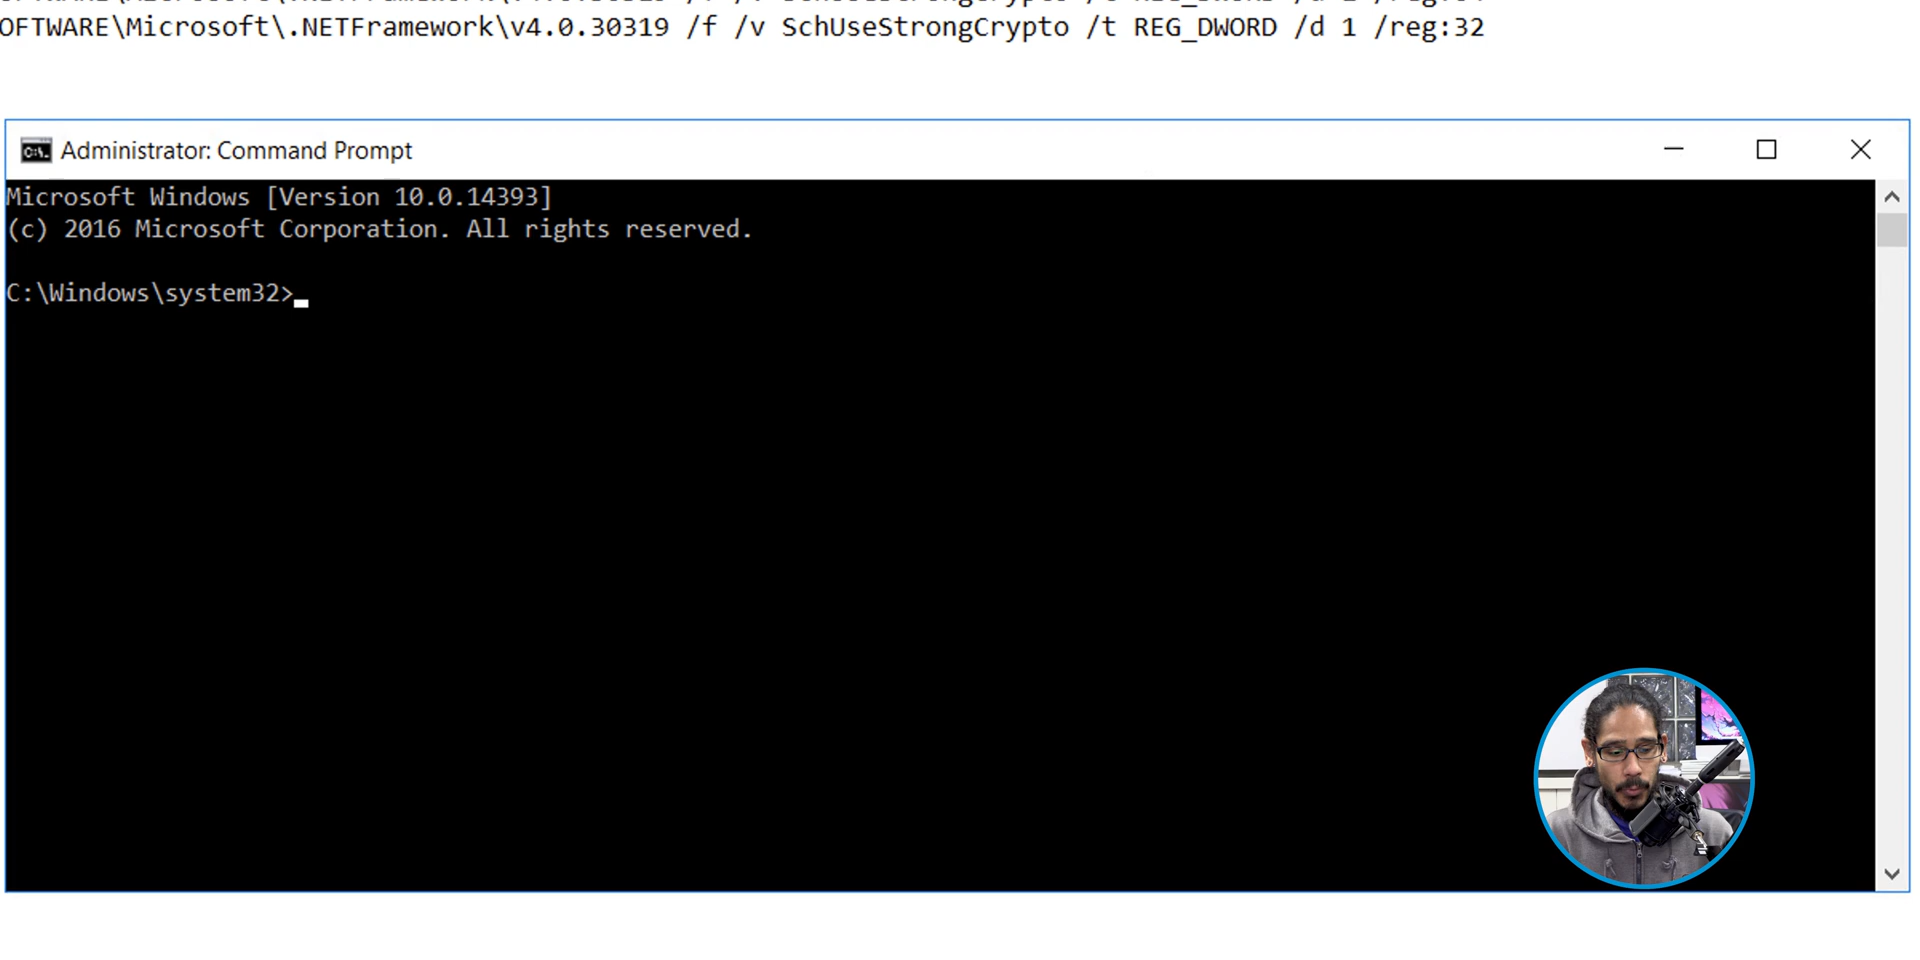 OFTWARE\Microsoft\.NETFramework\v4.0.30319 /f /v SchUseStrongCrypto /t REG_DWORD /d 1 /reg:32
Administrator: Command Prompt
Microsoft Windows [Version 10.0.14393]
(c) 2016 Microsoft Corporation. All rights reserved.
C:\Windows\system32>